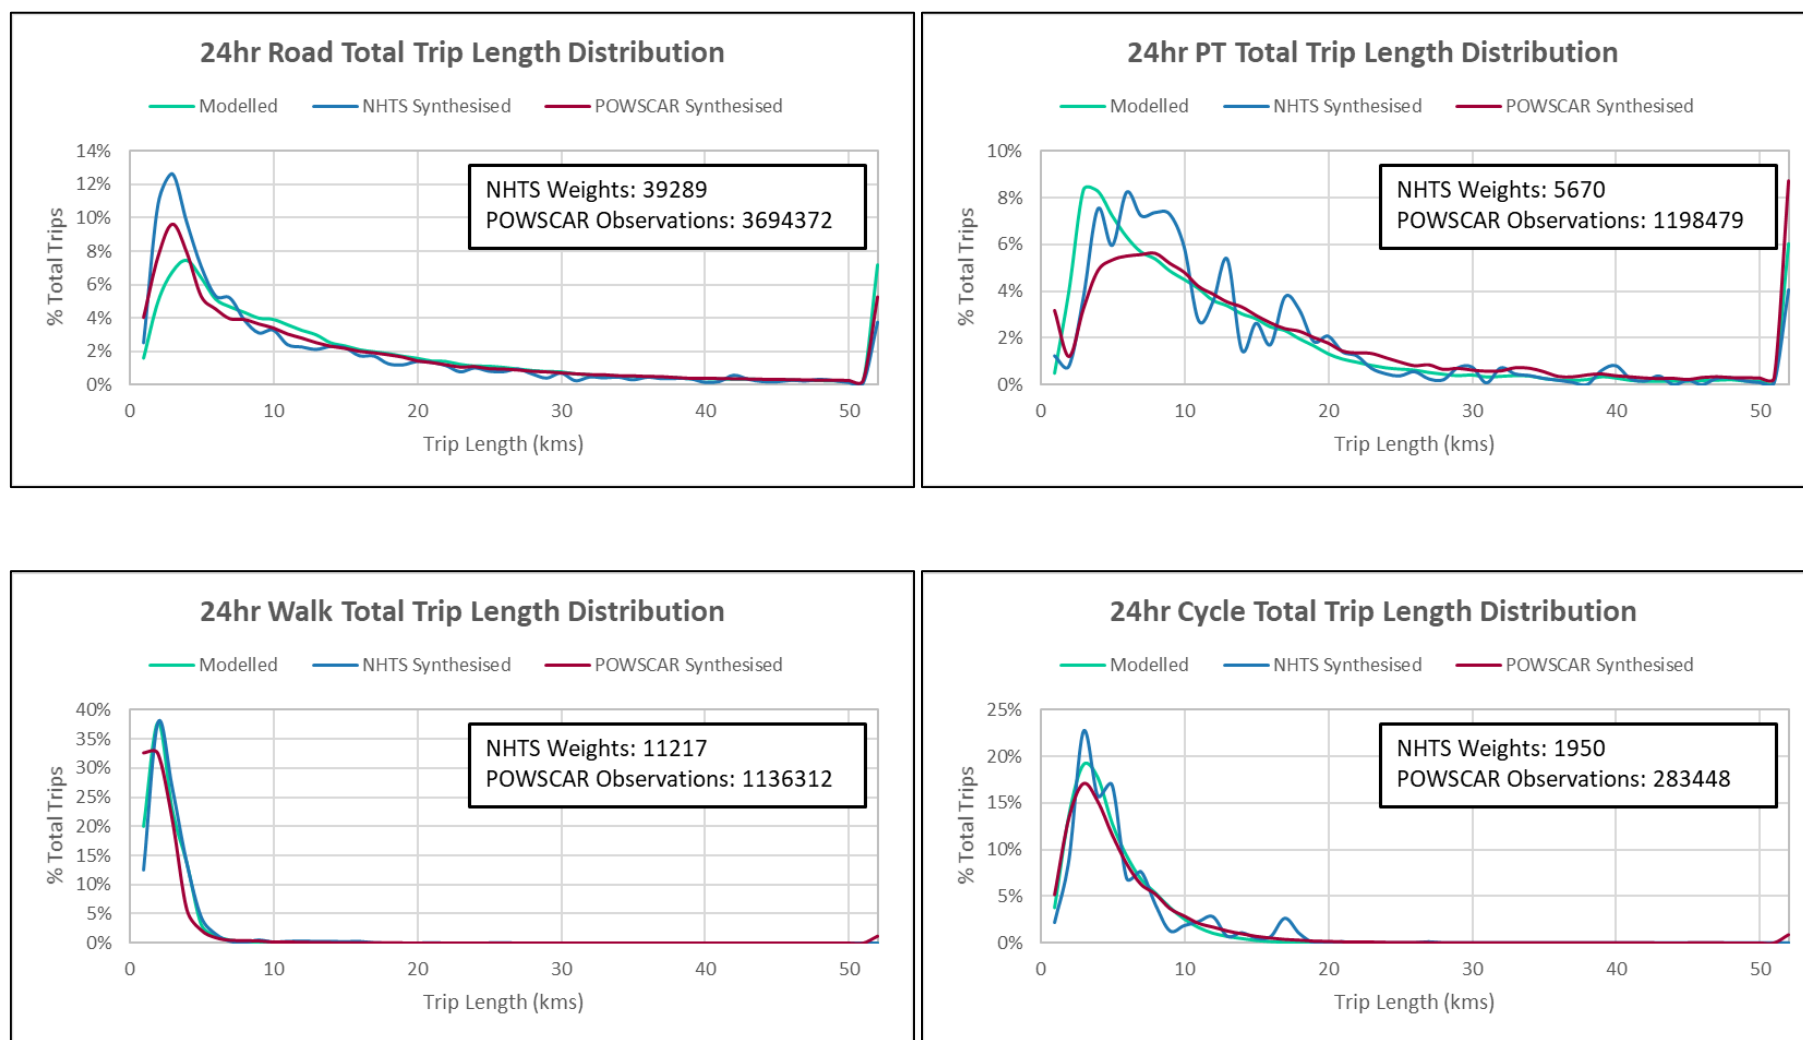 24hr Road Total Trip Length Distribution
Modelled NHTS Synthesised POWSCAR Synthesised
14%
12%
10%
8%
6%
4%
2%
0%
% Total Trips
NHTS Weights: 39289
POWSCAR Observations: 3694372
0 10 20 30 40 50
Trip Length (kms)
24hr PT Total Trip Length Distribution
Modelled NHTS Synthesised POWSCAR Synthesised
10%
8%
6%
4%
2%
0%
% Total Trips
NHTS Weights: 5670
POWSCAR Observations: 1198479
0 10 20 30 40 50
Trip Length (kms)
24hr Walk Total Trip Length Distribution
Modelled NHTS Synthesised POWSCAR Synthesised
40%
35%
30%
25%
20%
15%
10%
5%
0%
% Total Trips
NHTS Weights: 11217
POWSCAR Observations: 1136312
0 10 20 30 40 50
Trip Length (kms)
24hr Cycle Total Trip Length Distribution
Modelled NHTS Synthesised POWSCAR Synthesised
25%
20%
15%
10%
5%
0%
% Total Trips
NHTS Weights: 1950
POWSCAR Observations: 283448
0 10 20 30 40 50
Trip Length (kms)